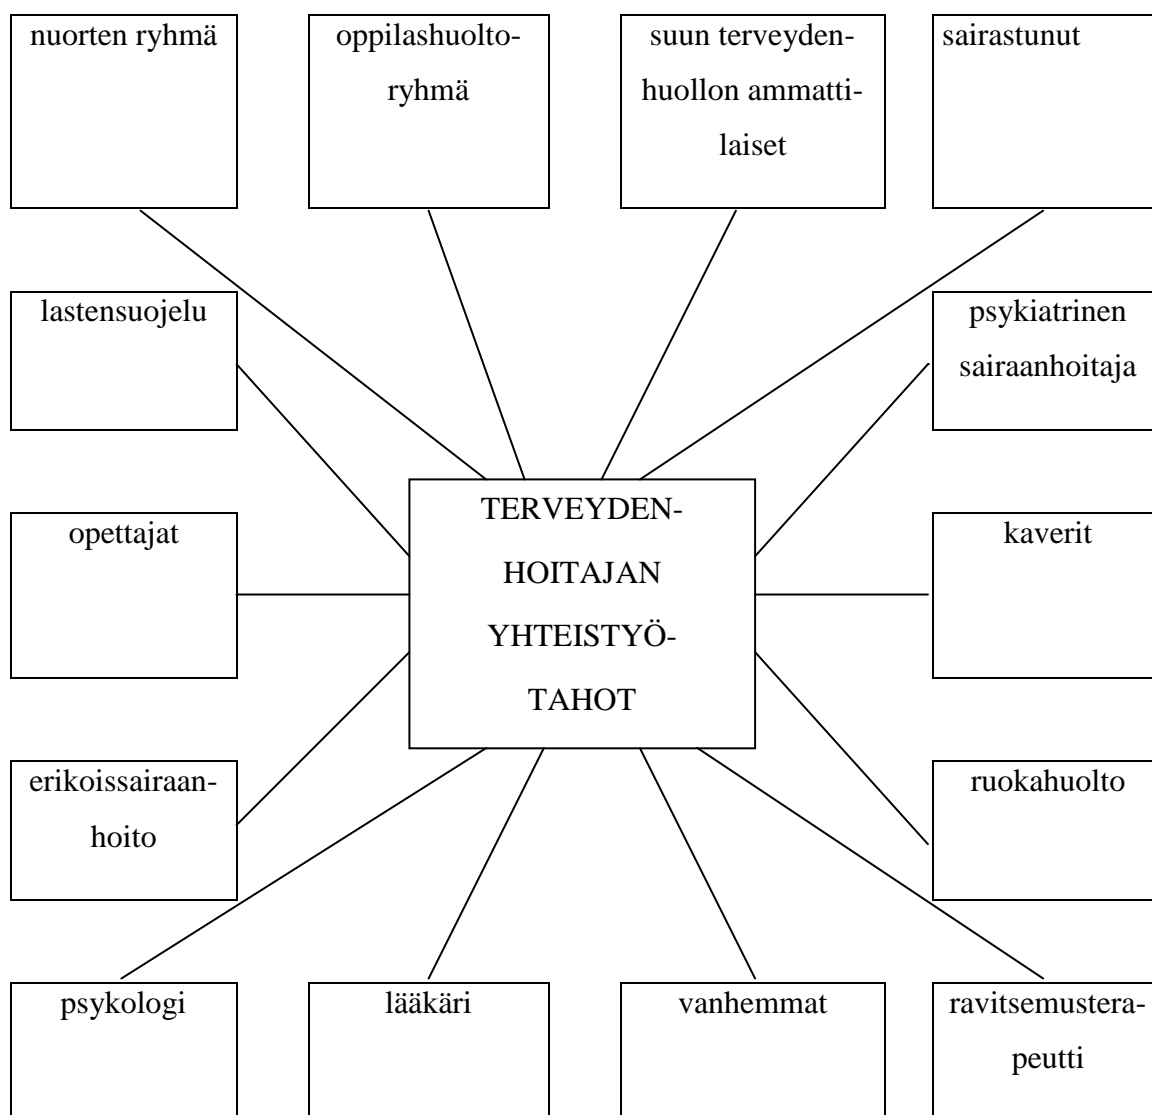 nuorten ryhmä
oppilashuolto-
ryhmä
suun terveyden-
huollon ammatti-
laiset
sairastunut
lastensuojelu
psykiatrinen
sairaanhoitaja
TERVEYDEN-
HOITAJAN
YHTEISTYÖ-
TAHOT
opettajat
kaverit
erikoissairaan-
hoito
ruokahuolto
psykologi
lääkäri
vanhemmat
ravitsemustera-
peutti